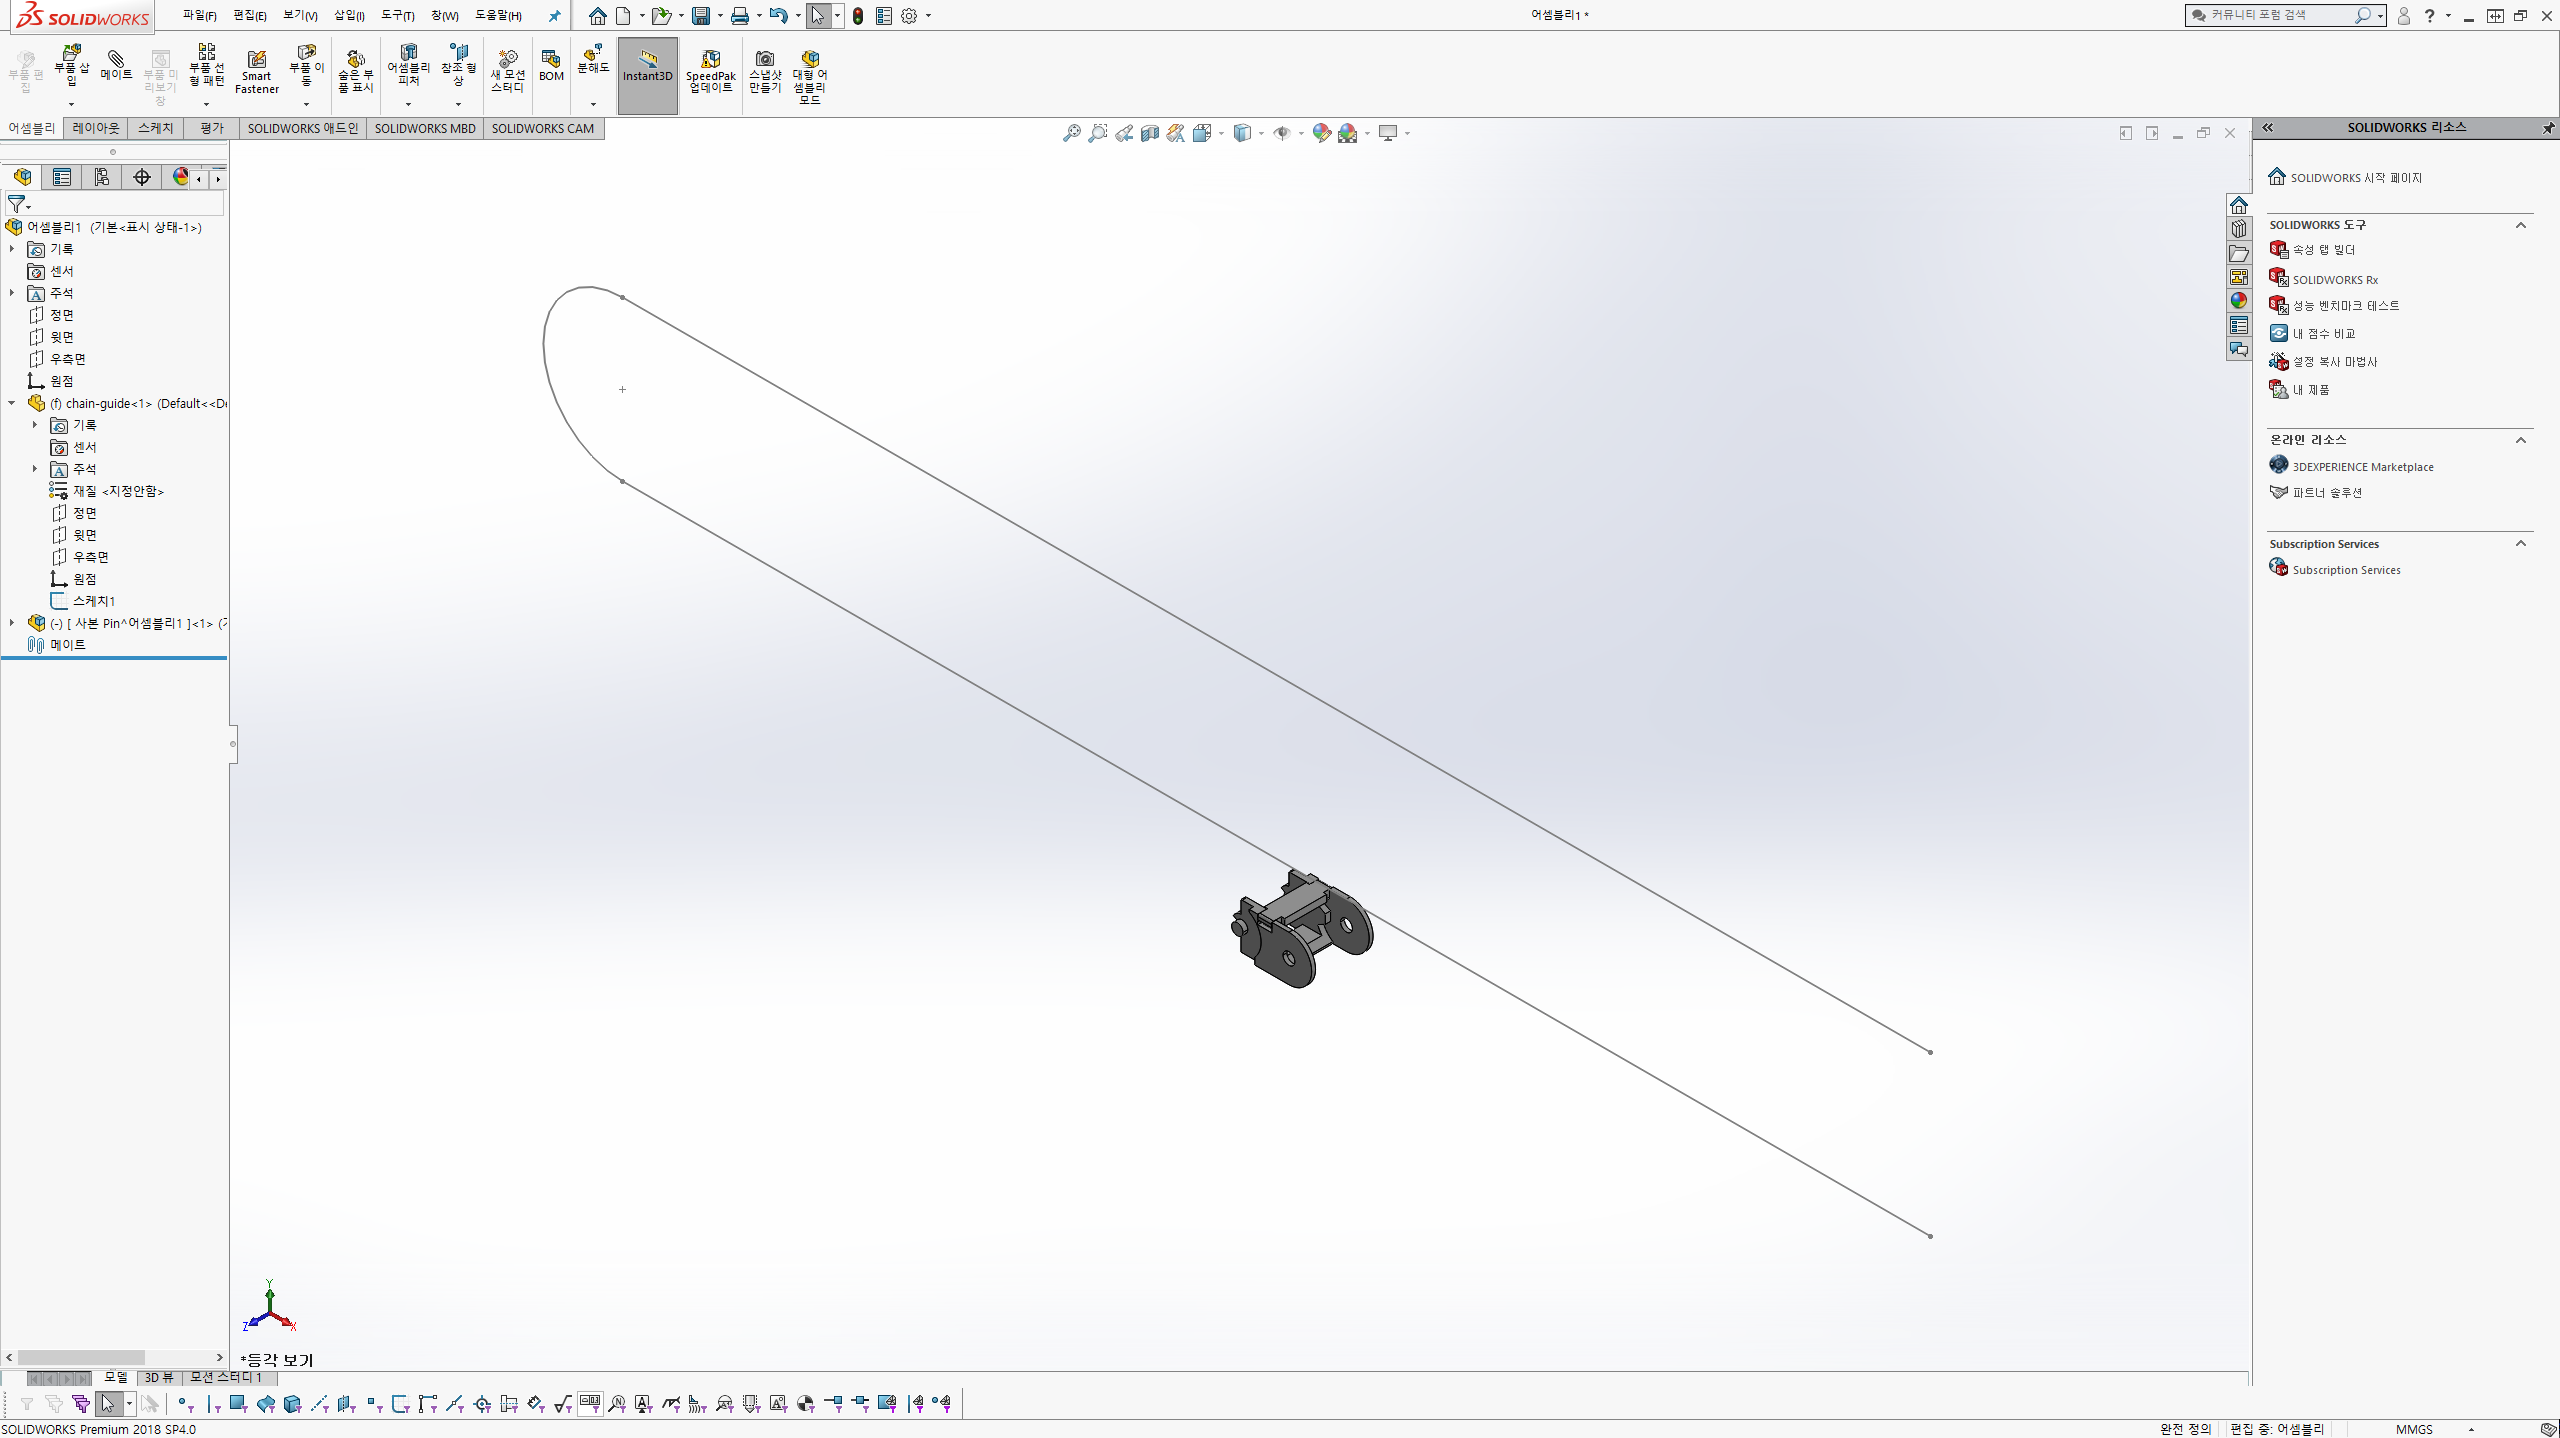 SOLIDWORKS 파일(F) 편집(E) 보기(V) 삽입(I) 도구(T) 창(W) 도움말(H) 어셈블리1 * 커뮤니티 포럼 검색
부품 편집
부품 삽입
메이트
부품 미리보기 창
부품 선형 패턴
Smart Fastener
부품 이동
숨은 부품 표시
어셈블리 피처
참조 형상
새 모션 스터디
BOM
분해도
Instant3D
SpeedPak 업데이트
스냅샷 만들기
대형 어셈블리 모드
어셈블리 레이아웃 스케치 평가 SOLIDWORKS 애드인 SOLIDWORKS MBD SOLIDWORKS CAM
어셈블리1 (기본<표시 상태-1>)
기록
센서
주석
정면
윗면
우측면
원점
(f) chain-guide<1> (Default<<De
기록
센서
주석
재질 <지정안함>
정면
윗면
우측면
원점
스케치1
(-) [ 사본 Pin^어셈블리1 ]<1> (기
메이트
SOLIDWORKS 리소스
SOLIDWORKS 시작 페이지
SOLIDWORKS 도구
속성 탭 빌더
SOLIDWORKS Rx
성능 벤치마크 테스트
내 점수 비교
설정 복사 마법사
내 제품
온라인 리소스
3DEXPERIENCE Marketplace
파트너 솔루션
Subscription Services
Subscription Services
Y
Z
X
*등각 보기
모델 3D 뷰 모션 스터디 1
SOLIDWORKS Premium 2018 SP4.0 완전 정의 편집 중: 어셈블리 MMGS